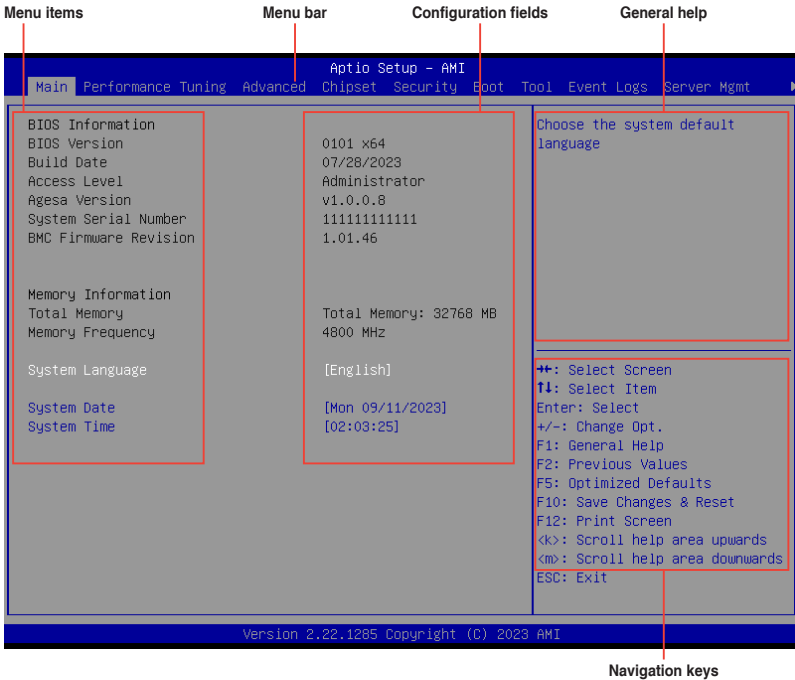 Menu items Menu bar Configuration fields General help
Aptio Setup – AMI
Main Performance Tuning Advanced Chipset Security Boot Tool Event Logs Server Mgmt
BIOS Information
BIOS Version 0101 x64
Build Date 07/28/2023
Access Level Administrator
Agesa Version v1.0.0.8
System Serial Number 111111111111
BMC Firmware Revision 1.01.46
Memory Information
Total Memory Total Memory: 32768 MB
Memory Frequency 4800 MHz
System Language [English]
System Date [Mon 09/11/2023]
System Time [02:03:25]
Choose the system default
language
→←: Select Screen
↑↓: Select Item
Enter: Select
+/-: Change Opt.
F1: General Help
F2: Previous Values
F5: Optimized Defaults
F10: Save Changes & Reset
F12: Print Screen
<k>: Scroll help area upwards
<m>: Scroll help area downwards
ESC: Exit
Version 2.22.1285 Copyright (C) 2023 AMI
Navigation keys